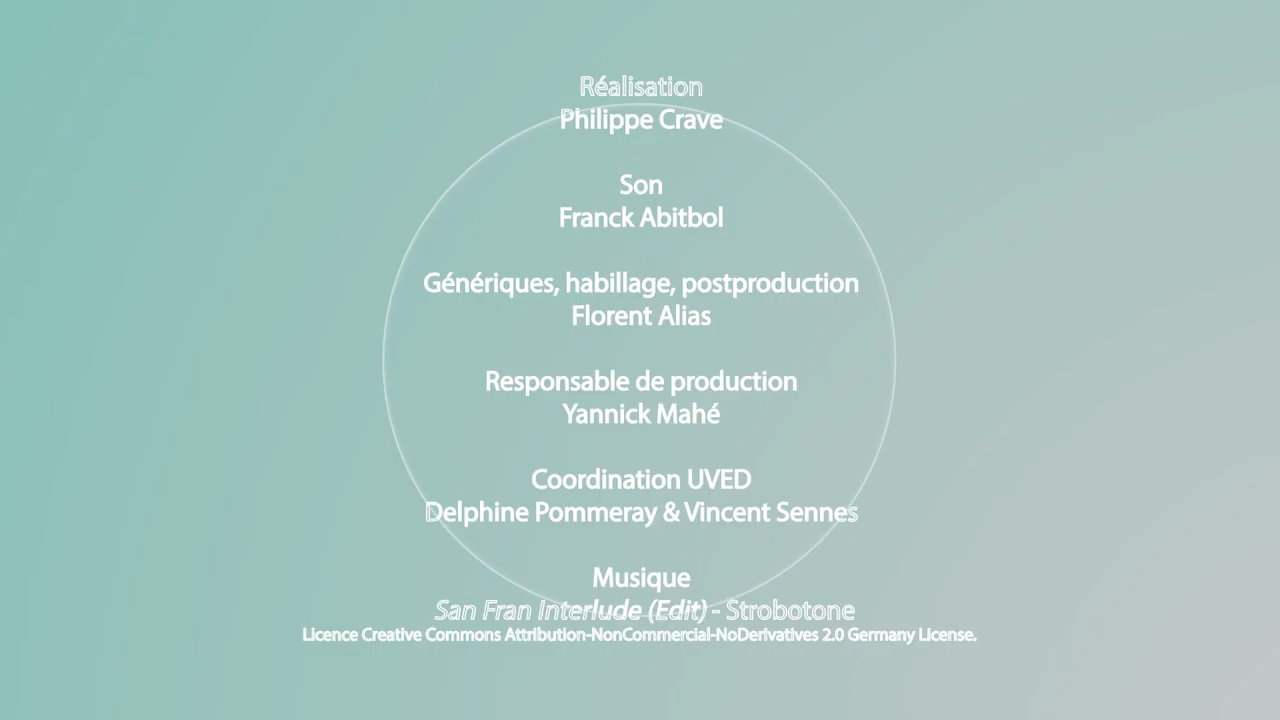 Réalisation
Philippe Crave
Son
Franck Abitbol
Génériques, habillage, postproduction
Florent Alias
Responsable de production
Yannick Mahé
Coordination UVED
Delphine Pommeray & Vincent Sennes
Musique
San Fran Interlude (Edit) - Strobotone
Licence Creative Commons Attribution-NonCommercial-NoDerivatives 2.0 Germany License.